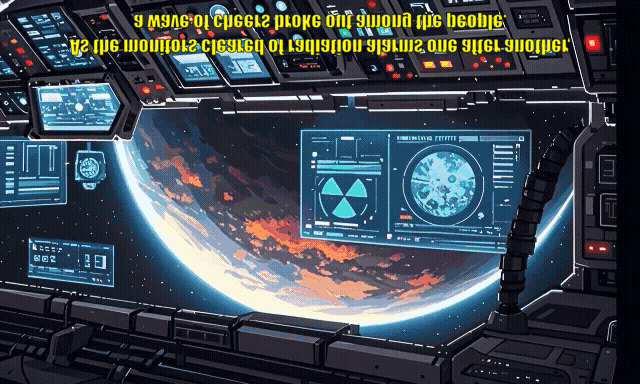 As the monitors cleared of radiation alarms one after another,
a wave of cheers broke out among the people.